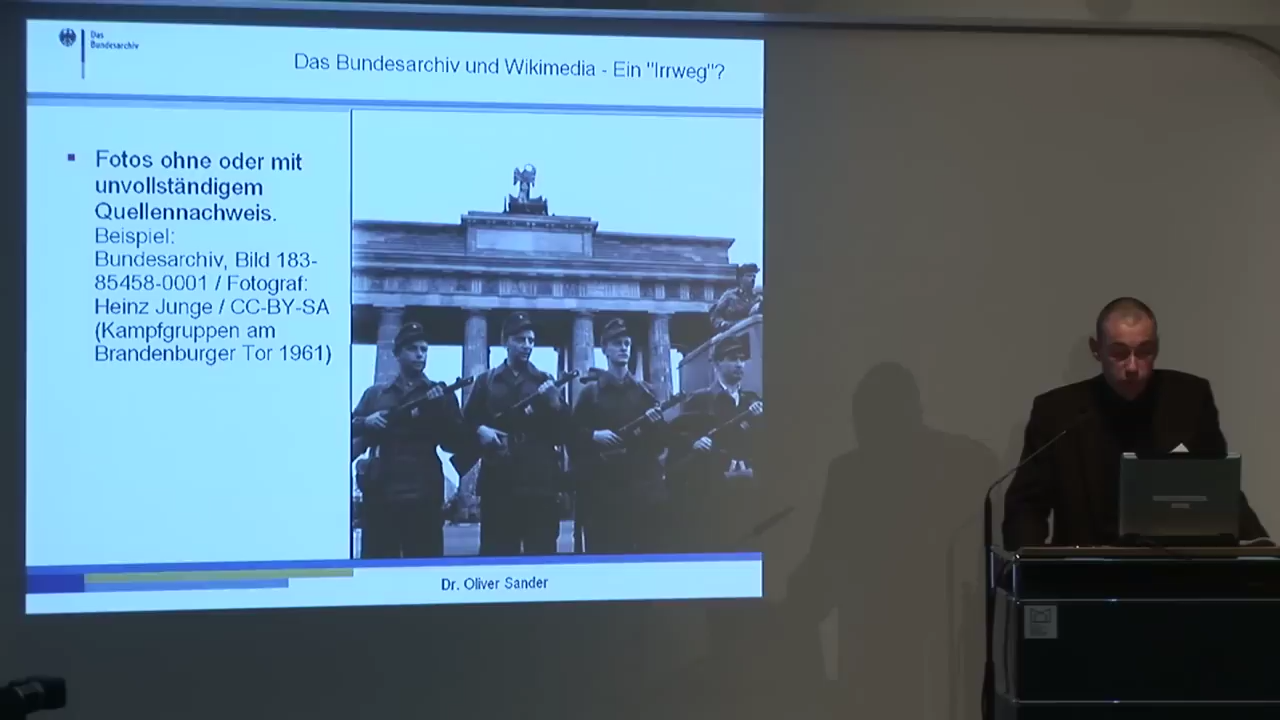 Das
Bundesarchiv
Das Bundesarchiv und Wikimedia - Ein "Irrweg"?
Fotos ohne oder mit
unvollständigem
Quellennachweis.
Beispiel:
Bundesarchiv, Bild 183-
85458-0001 / Fotograf:
Heinz Junge / CC-BY-SA
(Kampfgruppen am
Brandenburger Tor 1961)
Dr. Oliver Sander